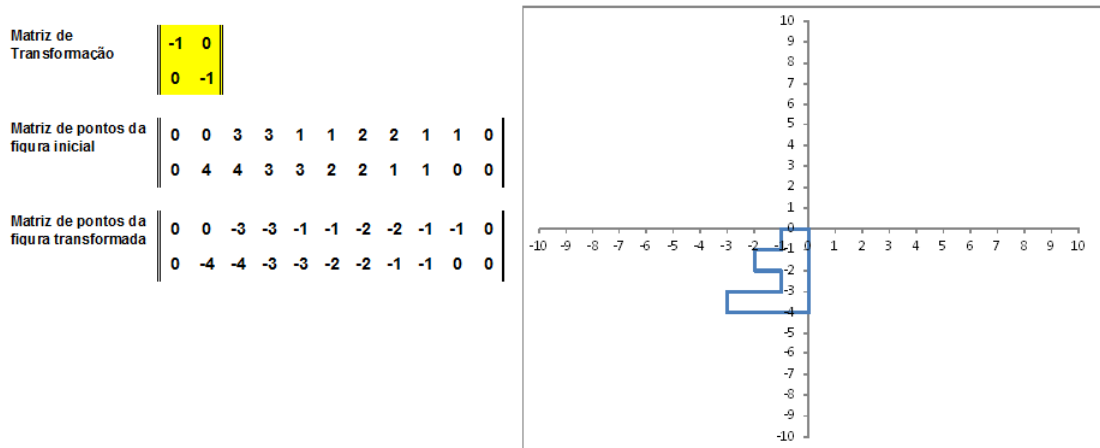 Matriz de
Transformação
-1 0
0 -1
Matriz de pontos da
figura inicial
0 0 3 3 1 1 2 2 1 1 0
0 4 4 3 3 2 2 1 1 0 0
Matriz de pontos da
figura transformada
0 0 -3 -3 -1 -1 -2 -2 -1 -1 0
0 -4 -4 -3 -3 -2 -2 -1 -1 0 0
10
9
8
7
6
5
4
3
2
1
0
-10 -9 -8 -7 -6 -5 -4 -3 -2 -1 0 1 2 3 4 5 6 7 8 9 10
-1
-2
-3
-4
-5
-6
-7
-8
-9
-10